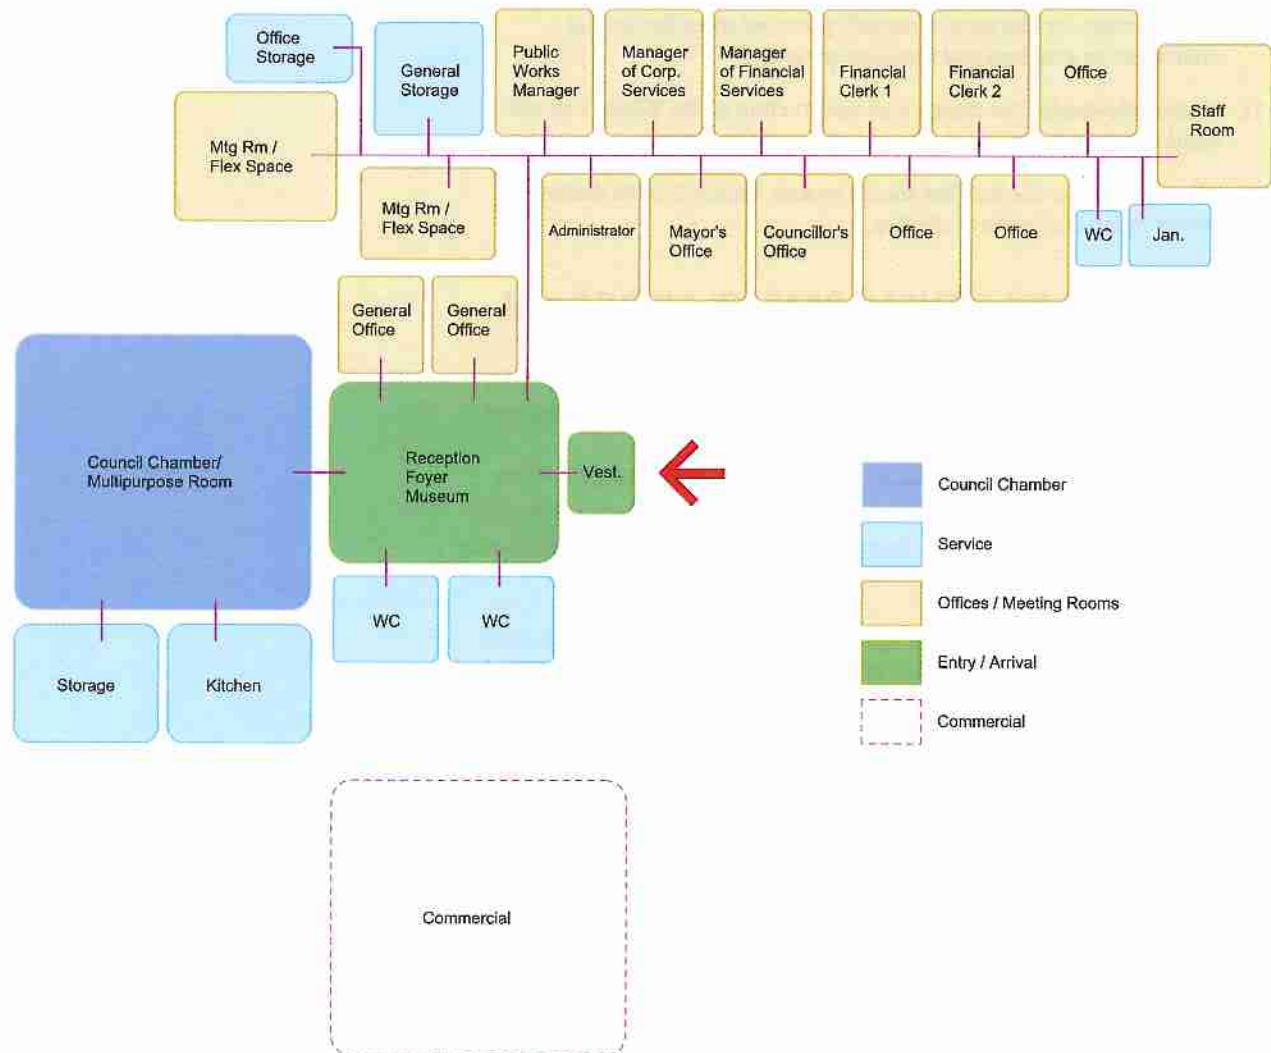 Office
Storage
General
Storage
Public
Works
Manager
Manager
of Corp.
Services
Manager
of Financial
Services
Financial
Clerk 1
Financial
Clerk 2
Office
Staff
Room
Mtg Rm /
Flex Space
Mtg Rm /
Flex Space
Administrator
Mayor's
Office
Councillor's
Office
Office
Office
WC
Jan.
General
Office
General
Office
Council Chamber/
Multipurpose Room
Reception
Foyer
Museum
Vest.
WC
WC
Storage
Kitchen
Council Chamber
Service
Offices / Meeting Rooms
Entry / Arrival
Commercial
Commercial